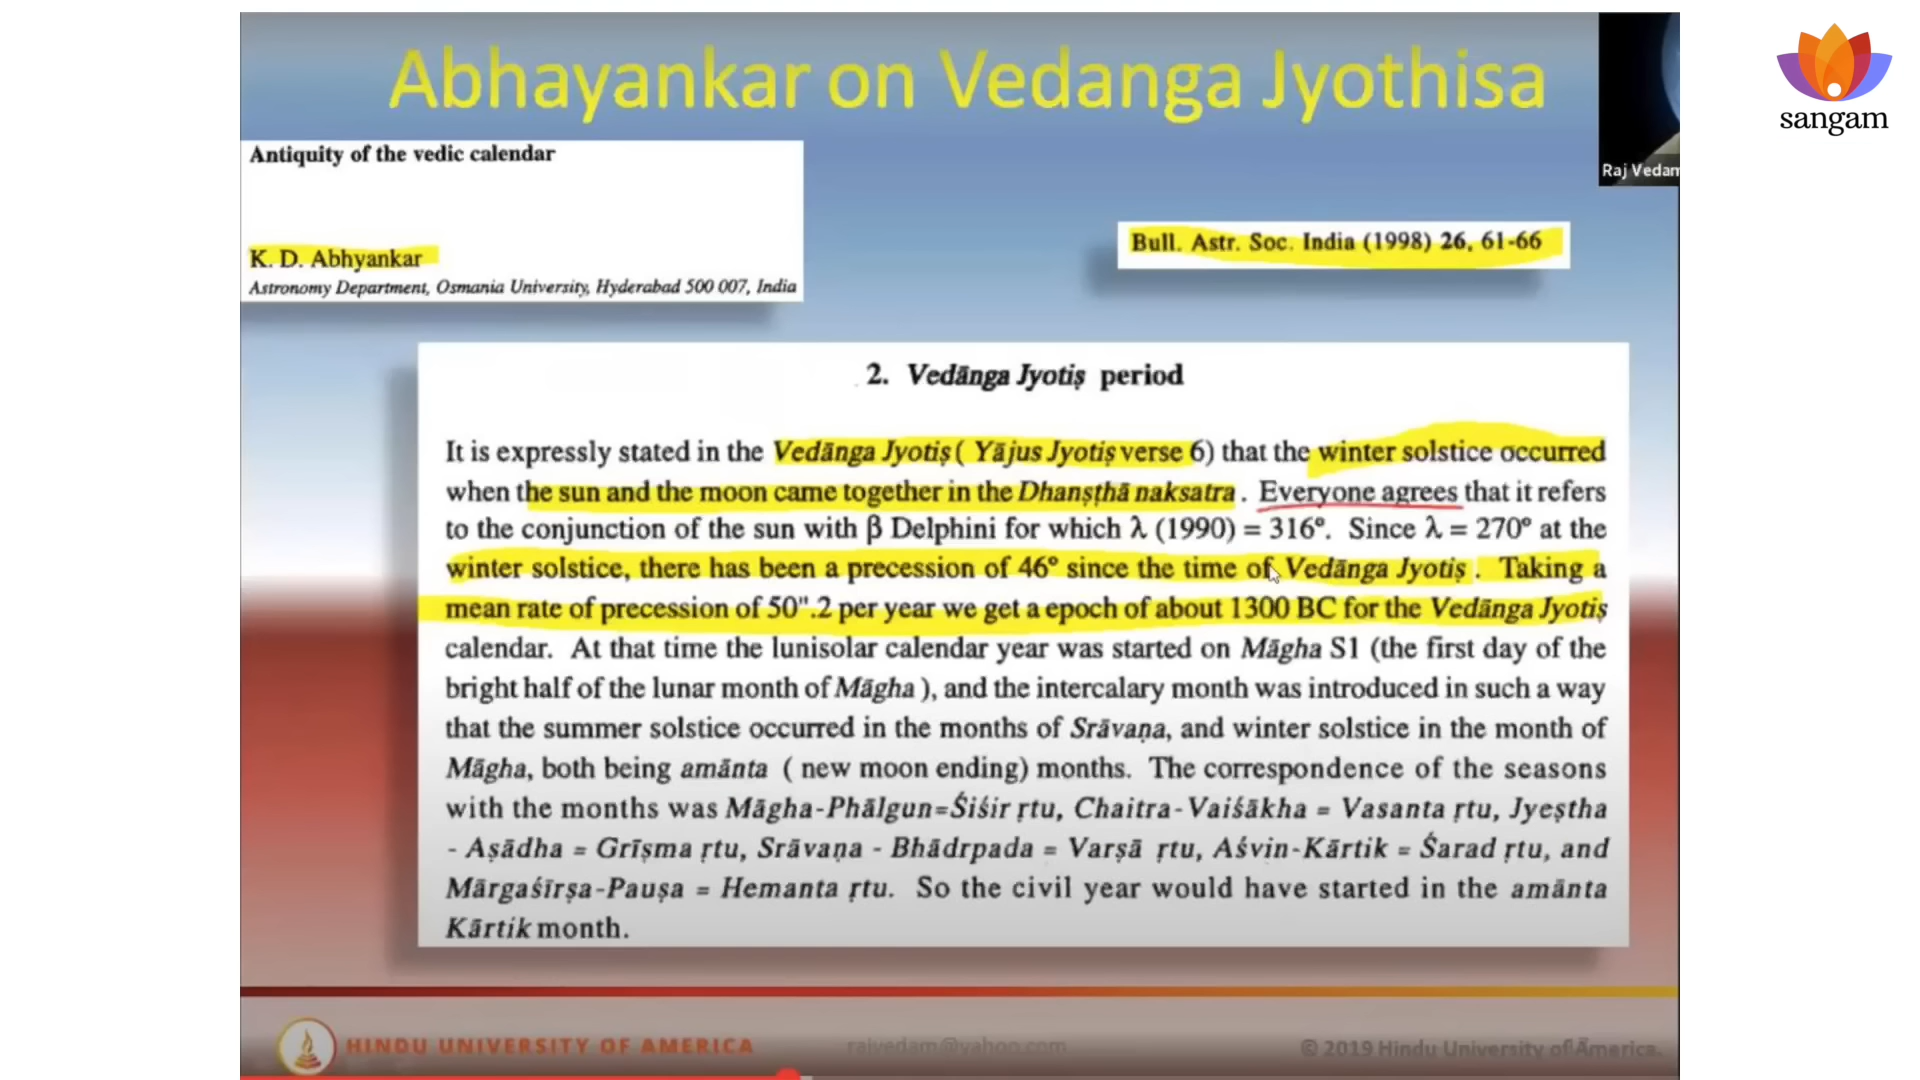 Abhayankar on Vedanga Jyothisa
sangam
Raj Vedam
Antiquity of the vedic calendar
K. D. Abhyankar
Astronomy Department, Osmania University, Hyderabad 500 007, India
Bull. Astr. Soc. India (1998) 26, 61-66
2. Vedānga Jyotiṣ period
It is expressly stated in the Vedānga Jyotiṣ ( Yājus Jyotiṣ verse 6) that the winter solstice occurred
when the sun and the moon came together in the Dhanṣṭhā naksatra . Everyone agrees that it refers
to the conjunction of the sun with β Delphini for which λ (1990) = 316°. Since λ = 270° at the
winter solstice, there has been a precession of 46° since the time of Vedānga Jyotiṣ . Taking a
mean rate of precession of 50".2 per year we get a epoch of about 1300 BC for the Vedānga Jyotiṣ
calendar. At that time the lunisolar calendar year was started on Māgha S1 (the first day of the
bright half of the lunar month of Māgha ), and the intercalary month was introduced in such a way
that the summer solstice occurred in the months of Srāvaṇa, and winter solstice in the month of
Māgha, both being amānta ( new moon ending) months. The correspondence of the seasons
with the months was Māgha-Phālgun=Śiśir ṛtu, Chaitra-Vaiśākha = Vasanta ṛtu, Jyeṣtha
- Aṣādha = Grīṣma ṛtu, Srāvaṇa - Bhādrpada = Varṣā ṛtu, Aśvin-Kārtik = Śarad ṛtu, and
Mārgaśīrṣa-Pauṣa = Hemanta ṛtu. So the civil year would have started in the amānta
Kārtik month.
HINDU UNIVERSITY OF AMERICA
rajvedam@yahoo.com
© 2019 Hindu University of America.